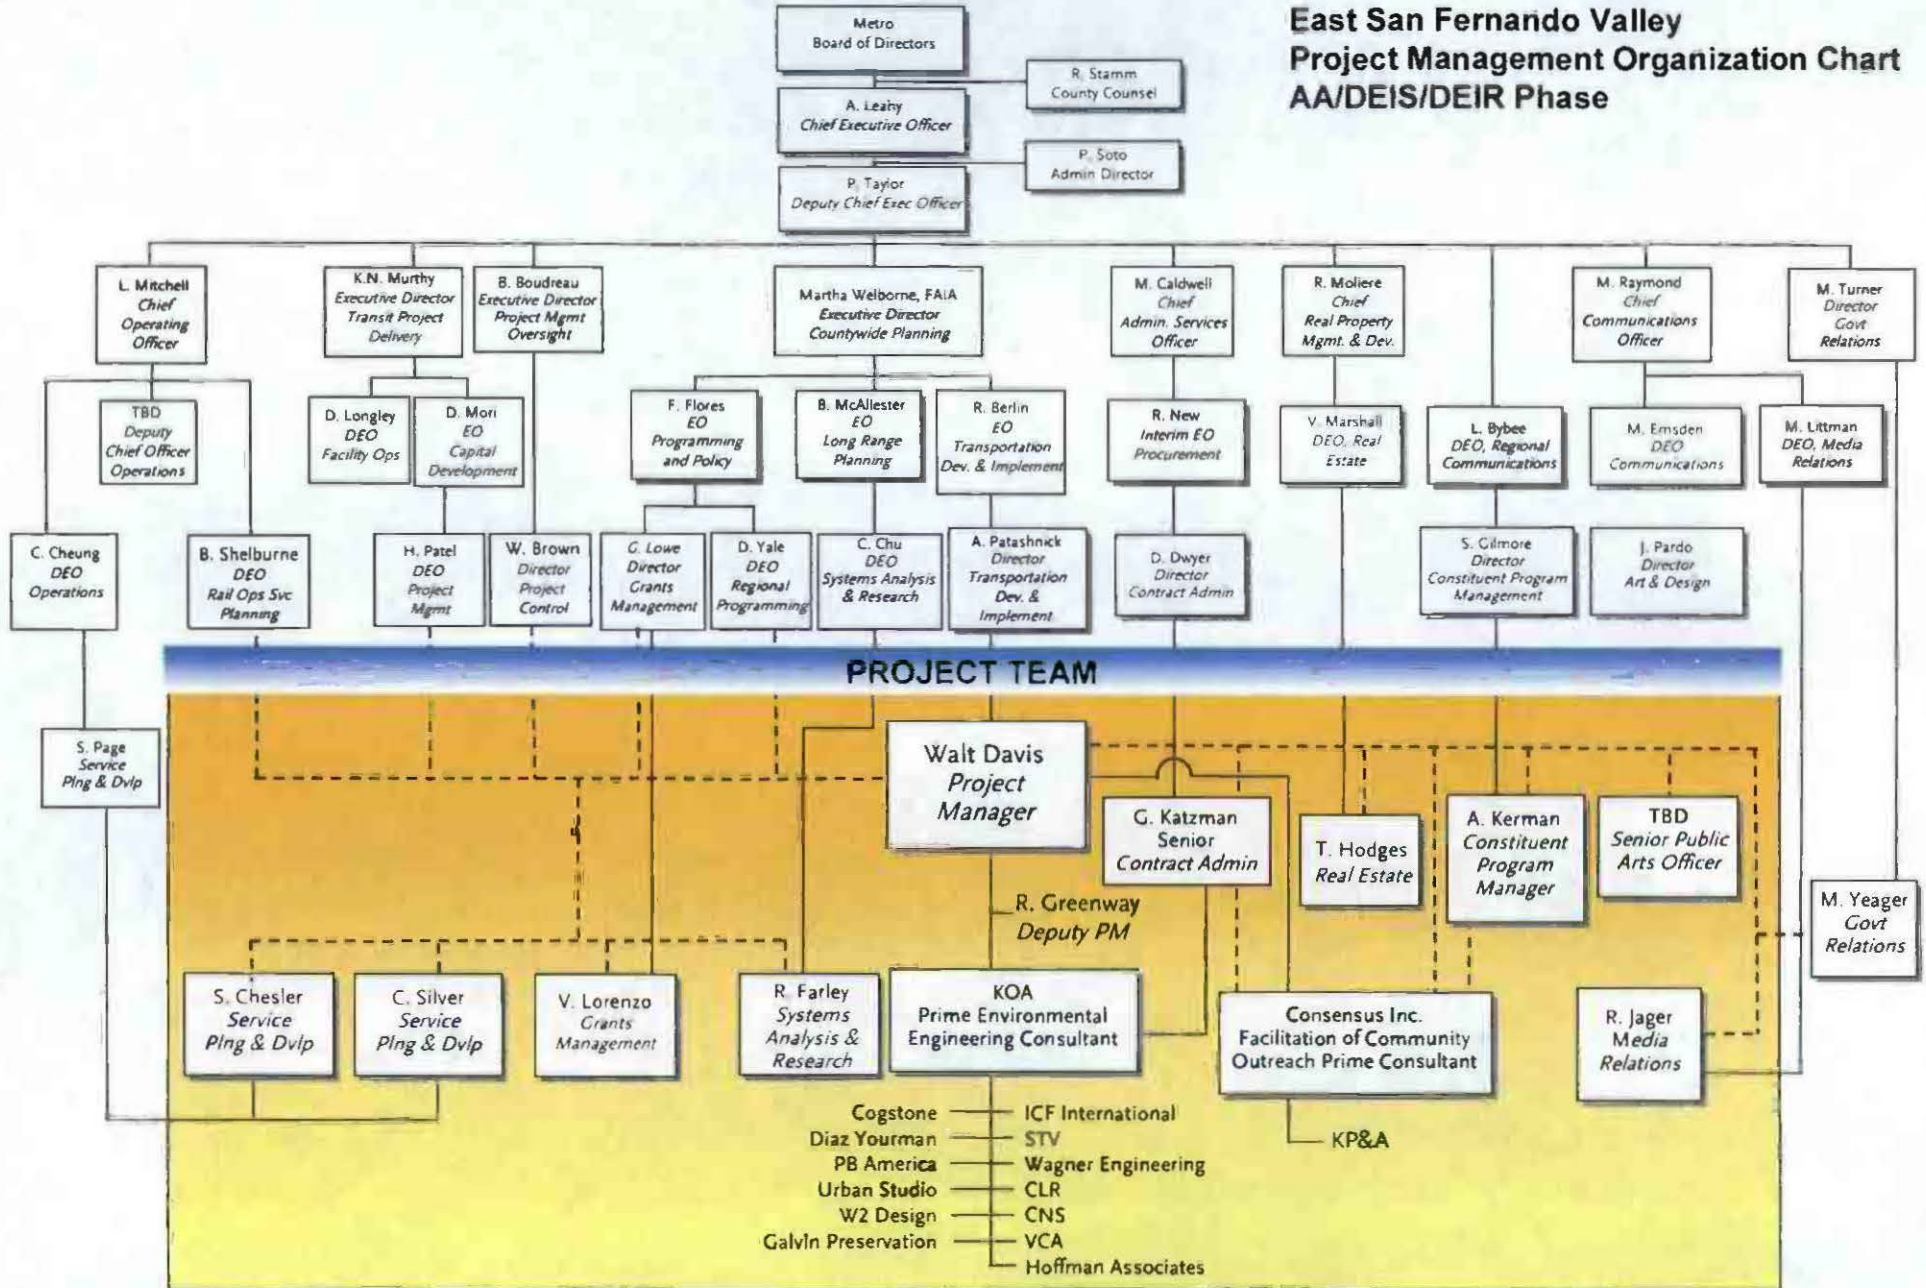 East San Fernando Valley
Project Management Organization Chart
AA/DEIS/DEIR Phase
Metro
Board of Directors
R. Stamm
County Counsel
A. Leahy
Chief Executive Officer
P. Soto
Admin Director
P. Taylor
Deputy Chief Exec Officer
L. Mitchell
Chief
Operating
Officer
K.N. Murthy
Executive Director
Transit Project
Delivery
B. Boudreau
Executive Director
Project Mgmt
Oversight
Martha Welborne, FAIA
Executive Director
Countywide Planning
M. Caldwell
Chief
Admin. Services
Officer
R. Moliere
Chief
Real Property
Mgmt. & Dev.
M. Raymond
Chief
Communications
Officer
M. Turner
Director
Govt
Relations
TBD
Deputy
Chief Officer
Operations
D. Longley
DEO
Facility Ops
D. Mori
EO
Capital
Development
F. Flores
EO
Programming
and Policy
B. McAllester
EO
Long Range
Planning
R. Berlin
EO
Transportation
Dev. & Implement
R. New
Interim EO
Procurement
V. Marshall
DEO, Real
Estate
L. Bybee
DEO, Regional
Communications
M. Emsden
DEO
Communications
M. Littman
DEO, Media
Relations
C. Cheung
DEO
Operations
B. Shelburne
DEO
Rail Ops Svc
Planning
H. Patel
DEO
Project
Mgmt
W. Brown
Director
Project
Control
G. Lowe
Director
Grants
Management
D. Yale
DEO
Regional
Programming
C. Chu
DEO
Systems Analysis
& Research
A. Patashnick
Director
Transportation
Dev. &
Implement
D. Dwyer
Director
Contract Admin
S. Gilmore
Director
Constituent Program
Management
J. Pardo
Director
Art & Design
PROJECT TEAM
S. Page
Service
Plng & Dvlp
Walt Davis
Project
Manager
G. Katzman
Senior
Contract Admin
T. Hodges
Real Estate
A. Kerman
Constituent
Program
Manager
TBD
Senior Public
Arts Officer
M. Yeager
Govt
Relations
R. Greenway
Deputy PM
S. Chesler
Service
Plng & Dvlp
C. Silver
Service
Plng & Dvlp
V. Lorenzo
Grants
Management
R. Farley
Systems
Analysis &
Research
KOA
Prime Environmental
Engineering Consultant
Consensus Inc.
Facilitation of Community
Outreach Prime Consultant
R. Jager
Media
Relations
Cogstone
ICF International
Diaz Yourman
STV
PB America
Wagner Engineering
Urban Studio
CLR
W2 Design
CNS
Galvin Preservation
VCA
Hoffman Associates
KP&A